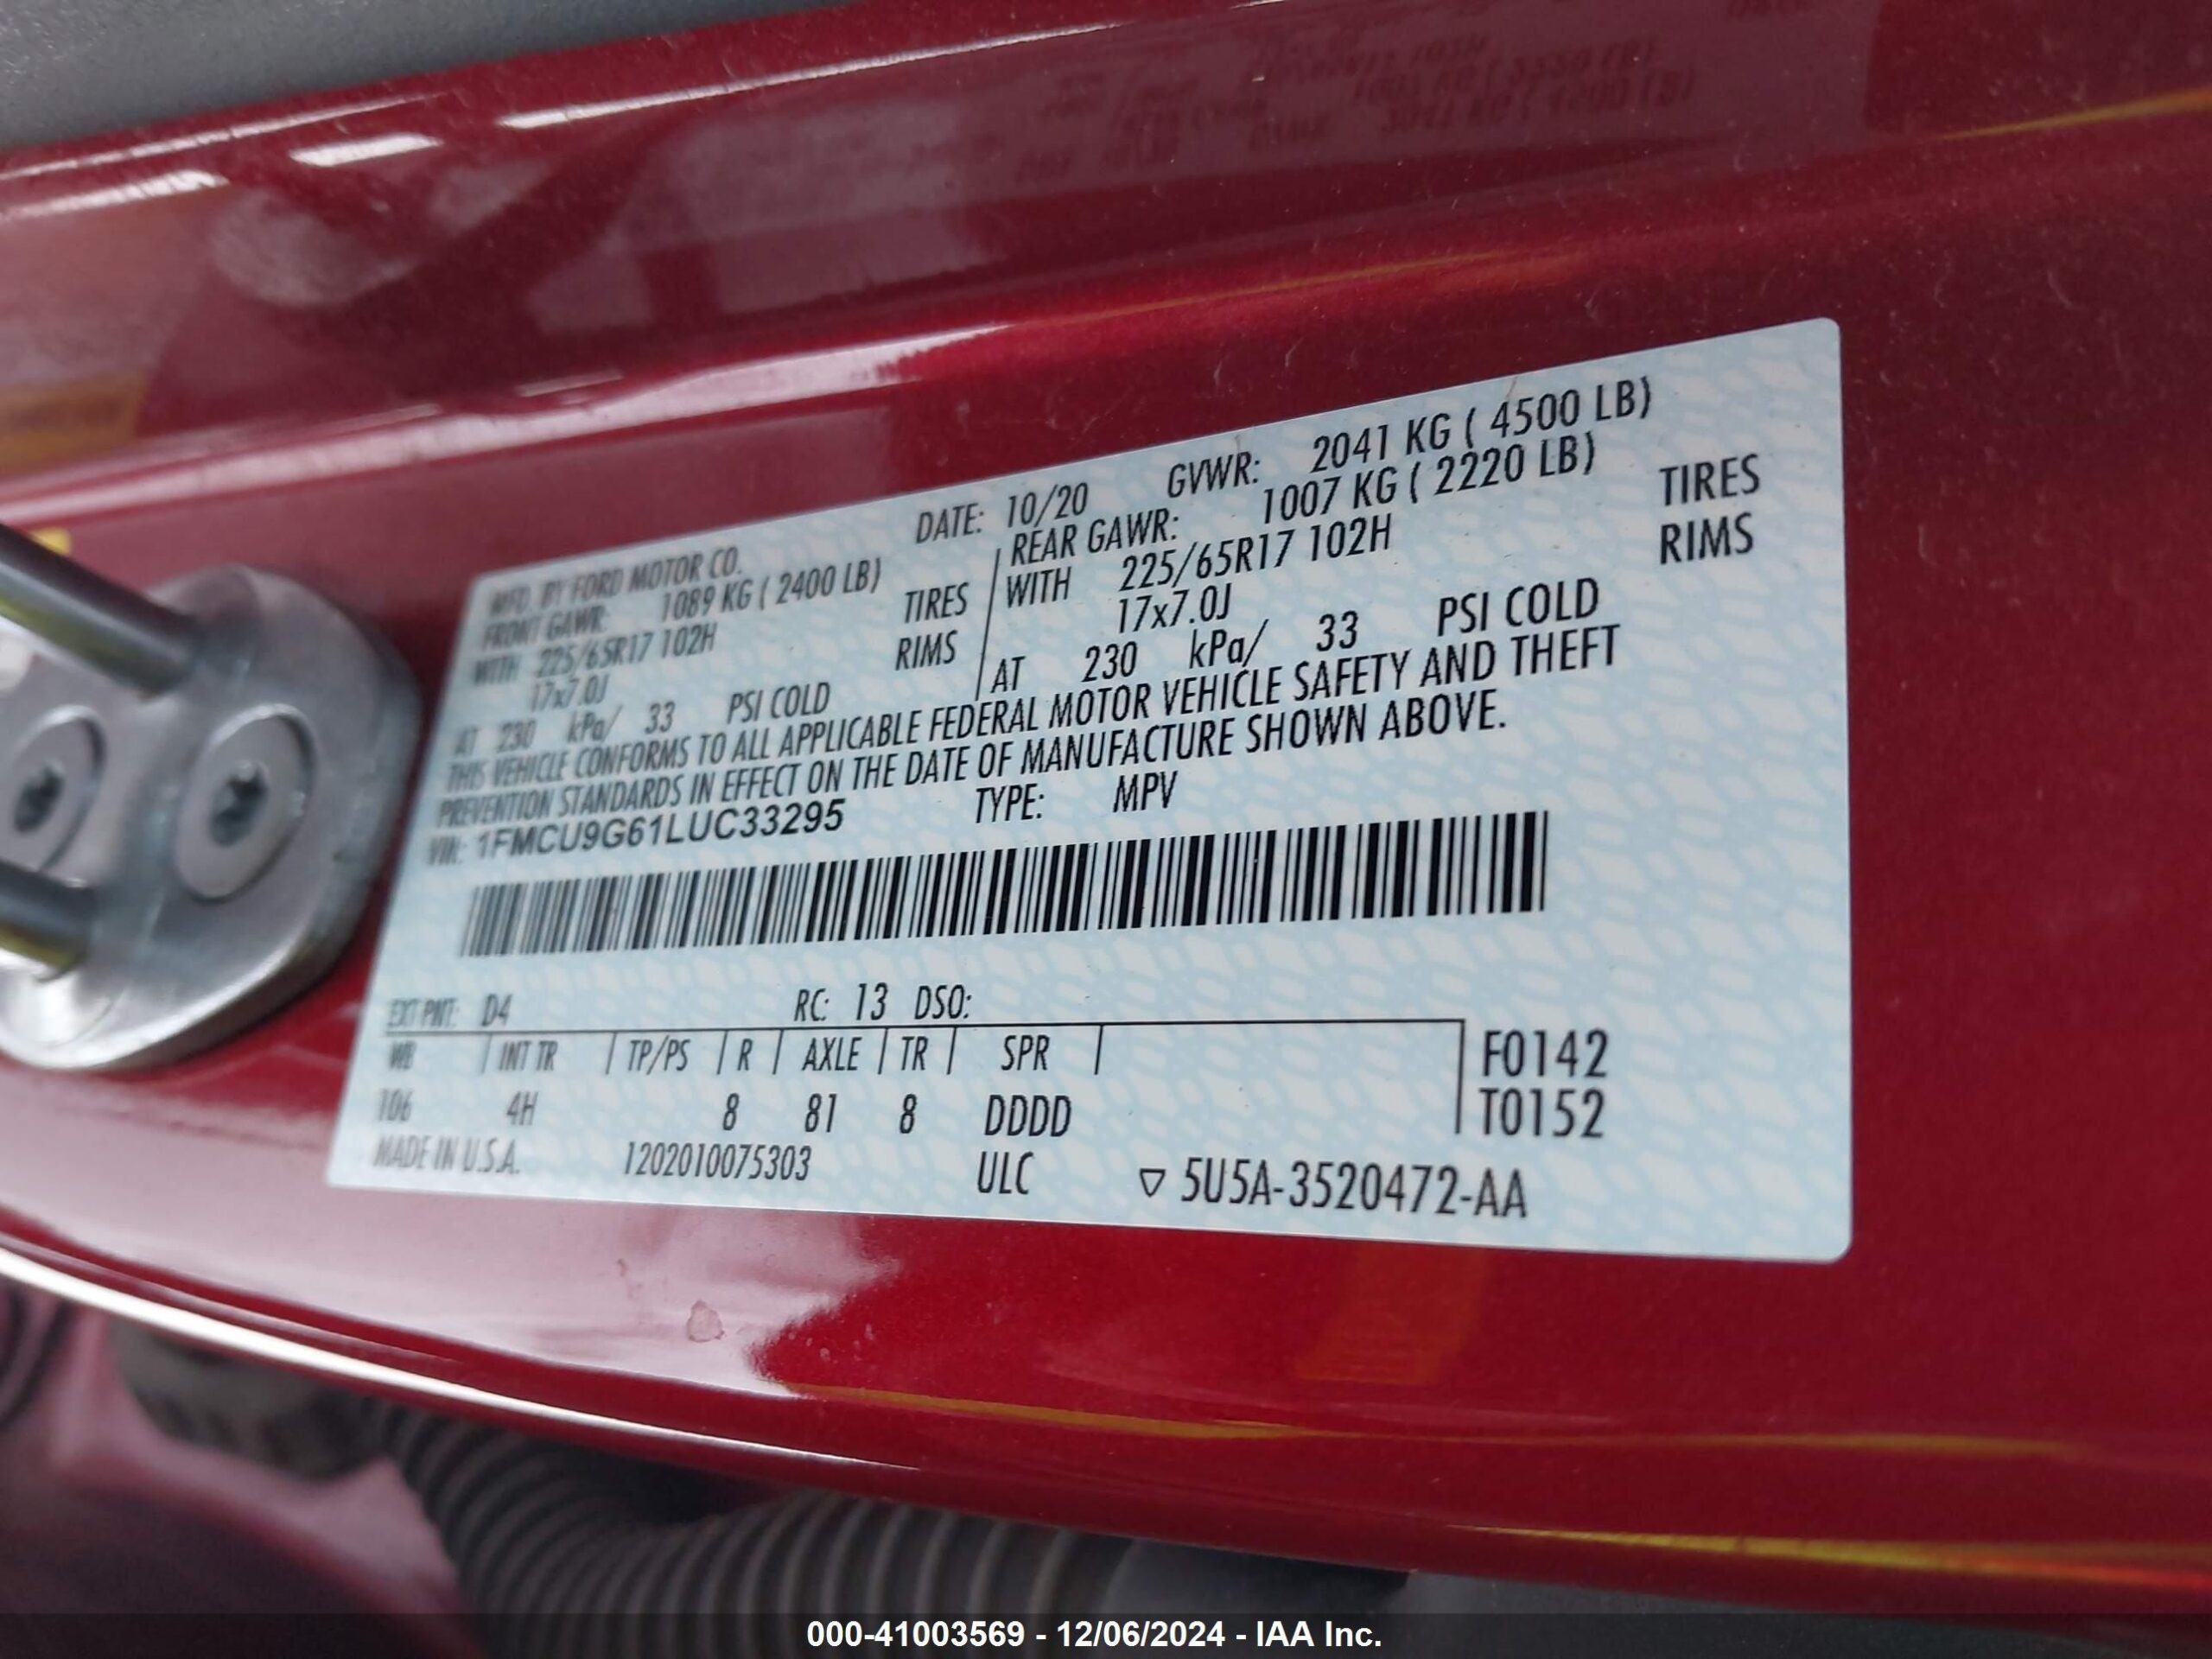 MFD. BY FORD MOTOR CO. DATE: 10/20 GVWR: 2041 KG ( 4500 LB)
FRONT GAWR: 1089 KG ( 2400 LB) REAR GAWR: 1007 KG ( 2220 LB)
WITH 225/65R17 102H TIRES WITH 225/65R17 102H TIRES
17x7.0J RIMS 17x7.0J RIMS
AT 230 kPa/ 33 PSI COLD AT 230 kPa/ 33 PSI COLD
THIS VEHICLE CONFORMS TO ALL APPLICABLE FEDERAL MOTOR VEHICLE SAFETY AND THEFT
PREVENTION STANDARDS IN EFFECT ON THE DATE OF MANUFACTURE SHOWN ABOVE.
VIN: 1FMCU9G61LUC33295 TYPE: MPV
EXT PNT: D4 RC: 13 DSO:
WB INT TR TP/PS R AXLE TR SPR F0142
106 4H 8 81 8 DDDD T0152
MADE IN U.S.A. 1202010075303 ULC ▽ 5U5A-3520472-AA
000-41003569 - 12/06/2024 - IAA Inc.